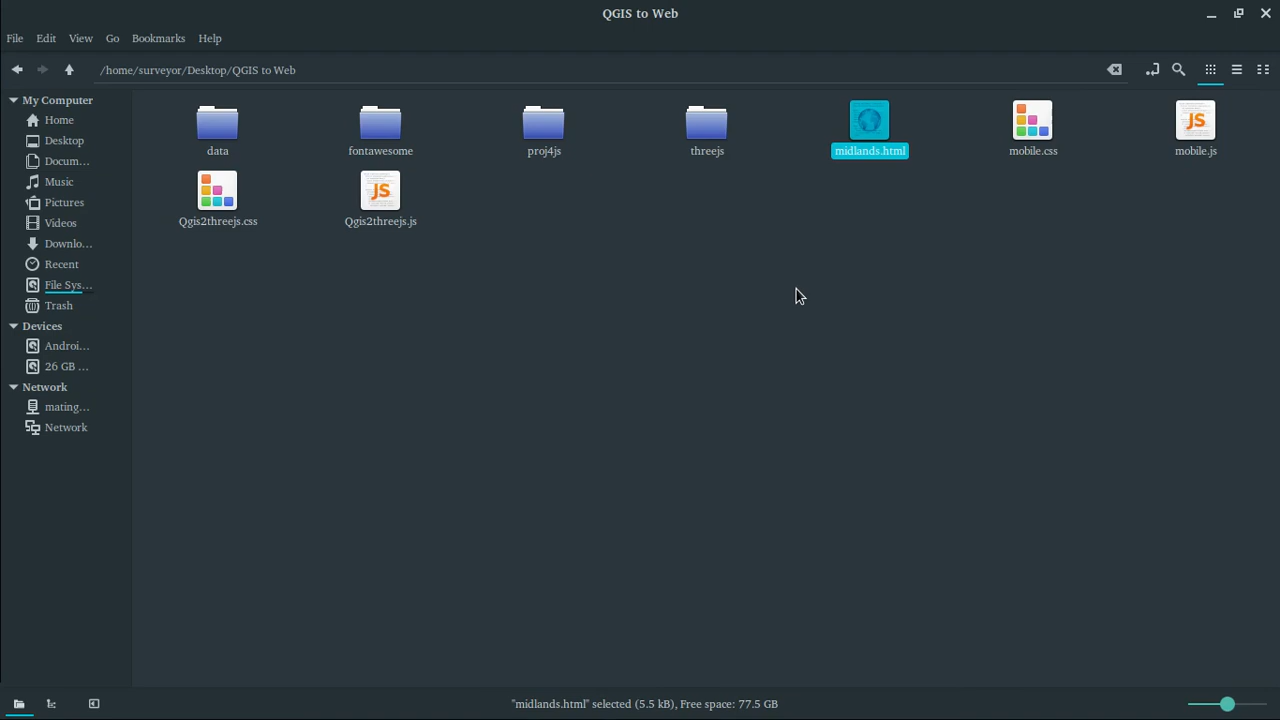 QGIS to Web
File Edit View Go Bookmarks Help
/home/surveyor/Desktop/QGIS to Web
My Computer
Home
Desktop
Docum...
Music
Pictures
Videos
Downlo...
Recent
File Sys...
Trash
Devices
Androi...
26 GB ...
Network
mating...
Network
data fontawesome proj4js threejs midlands.html mobile.css mobile.js
JS
JS
Qgis2threejs.css Qgis2threejs.js
"midlands.html" selected (5.5 kB), Free space: 77.5 GB